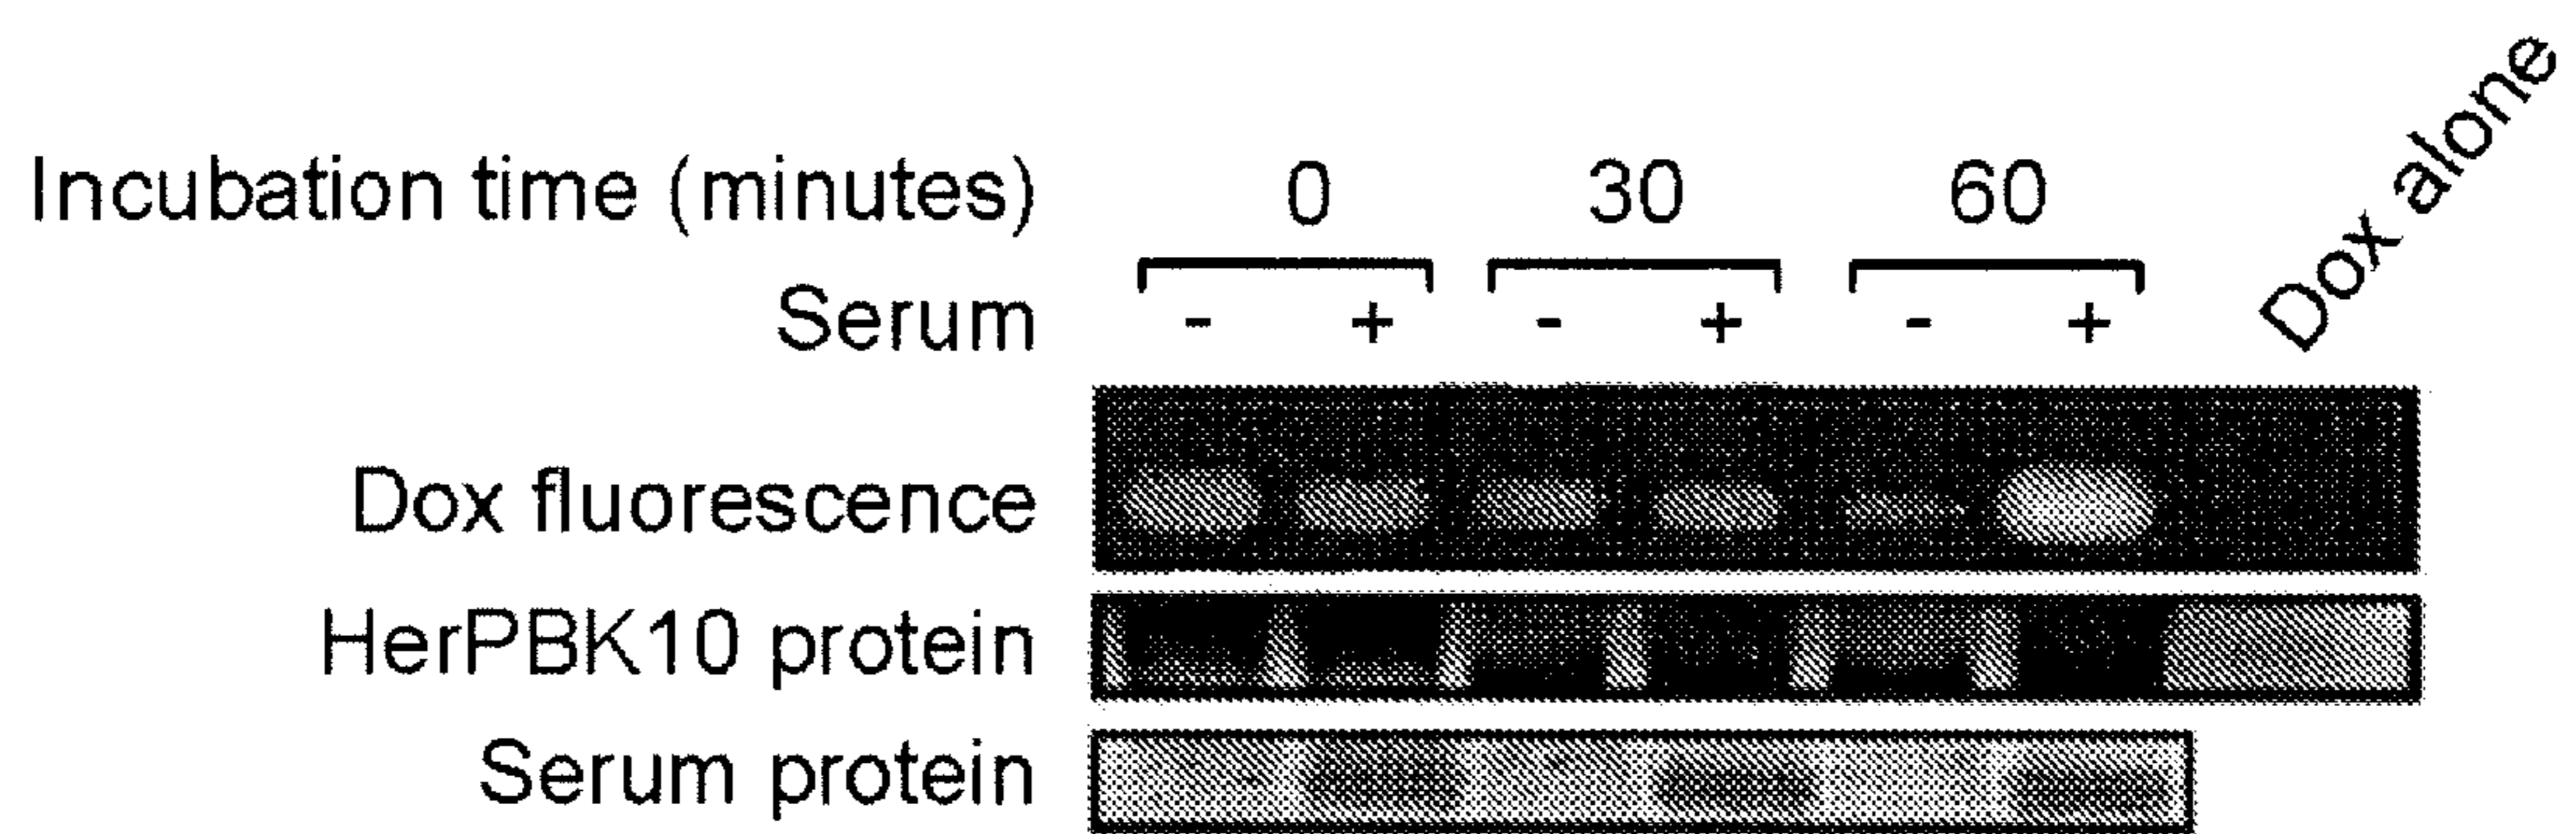 Incubation time (minutes) 0 30 60 Dox alone
Serum - + - + - +
Dox fluorescence
HerPBK10 protein
Serum protein